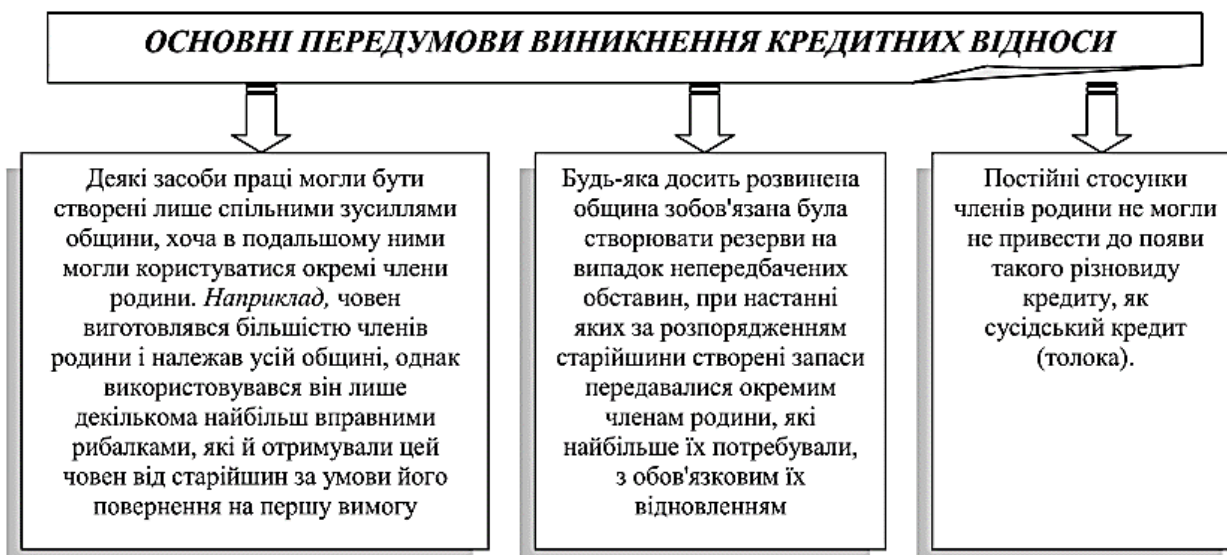 ОСНОВНІ ПЕРЕДУМОВИ ВИНИКНЕННЯ КРЕДИТНИХ ВІДНОСИ
Деякі засоби праці могли бути
створені лише спільними зусиллями
общини, хоча в подальшому ними
могли користуватися окремі члени
родини. Наприклад, човен
виготовлявся більшістю членів
родини і належав усій общині, однак
використовувався він лише
декількома найбільш вправними
рибалками, які й отримували цей
човен від старійшин за умови його
повернення на першу вимогу
Будь-яка досить розвинена
община зобов'язана була
створювати резерви на
випадок непередбачених
обставин, при настанні
яких за розпорядженням
старійшини створені запаси
передавалися окремим
членам родини, які
найбільше їх потребували,
з обов'язковим їх
відновленням
Постійні стосунки
членів родини не могли
не привести до появи
такого різновиду
кредиту, як
сусідський кредит
(толока).